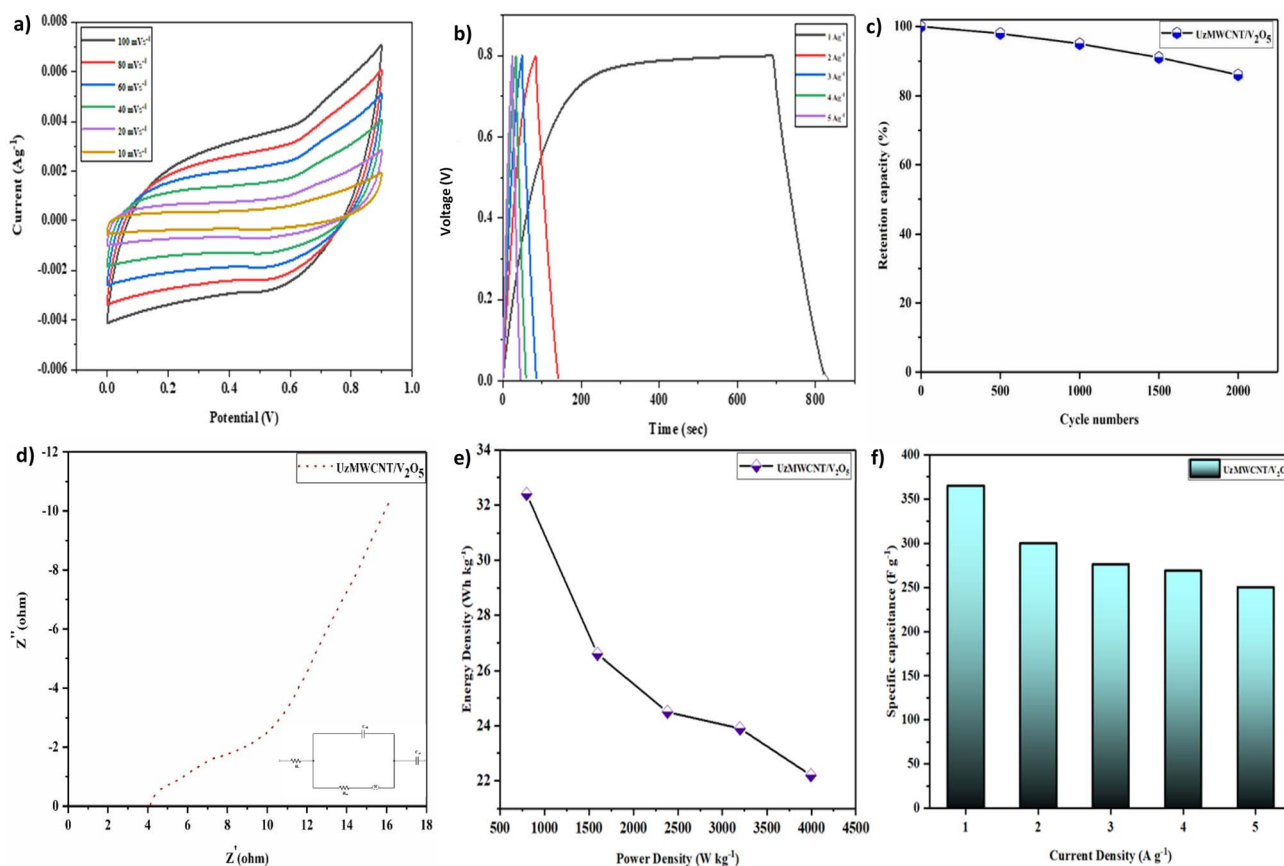 a)
0.008
0.006
0.004
0.002
0.000
-0.002
-0.004
-0.006
Current (Ag⁻¹)
100 mVs⁻¹
80 mVs⁻¹
60 mVs⁻¹
40 mVs⁻¹
20 mVs⁻¹
10 mVs⁻¹
0.0 0.2 0.4 0.6 0.8 1.0
Potential (V)
b)
0.8
0.6
0.4
0.2
0.0
Voltage (V)
1 Ag⁻¹
2 Ag⁻¹
3 Ag⁻¹
4 Ag⁻¹
5 Ag⁻¹
0 200 400 600 800
Time (sec)
c)
100
80
60
40
20
0
Retention capacity (%)
UzMWCNT/V₂O₅
0 500 1000 1500 2000
Cycle numbers
d)
-12
-10
-8
-6
-4
-2
0
Z''(ohm)
UzMWCNT/V₂O₅
0 2 4 6 8 10 12 14 16 18
Z'(ohm)
e)
34
32
30
28
26
24
22
Energy Density (Wh kg⁻¹)
UzMWCNT/V₂O₅
500 1000 1500 2000 2500 3000 3500 4000 4500
Power Density (W kg⁻¹)
f)
400
350
300
250
200
150
100
50
0
Specific capacitance (F g⁻¹)
UzMWCNT/V₂O
1 2 3 4 5
Current Density (A g⁻¹)